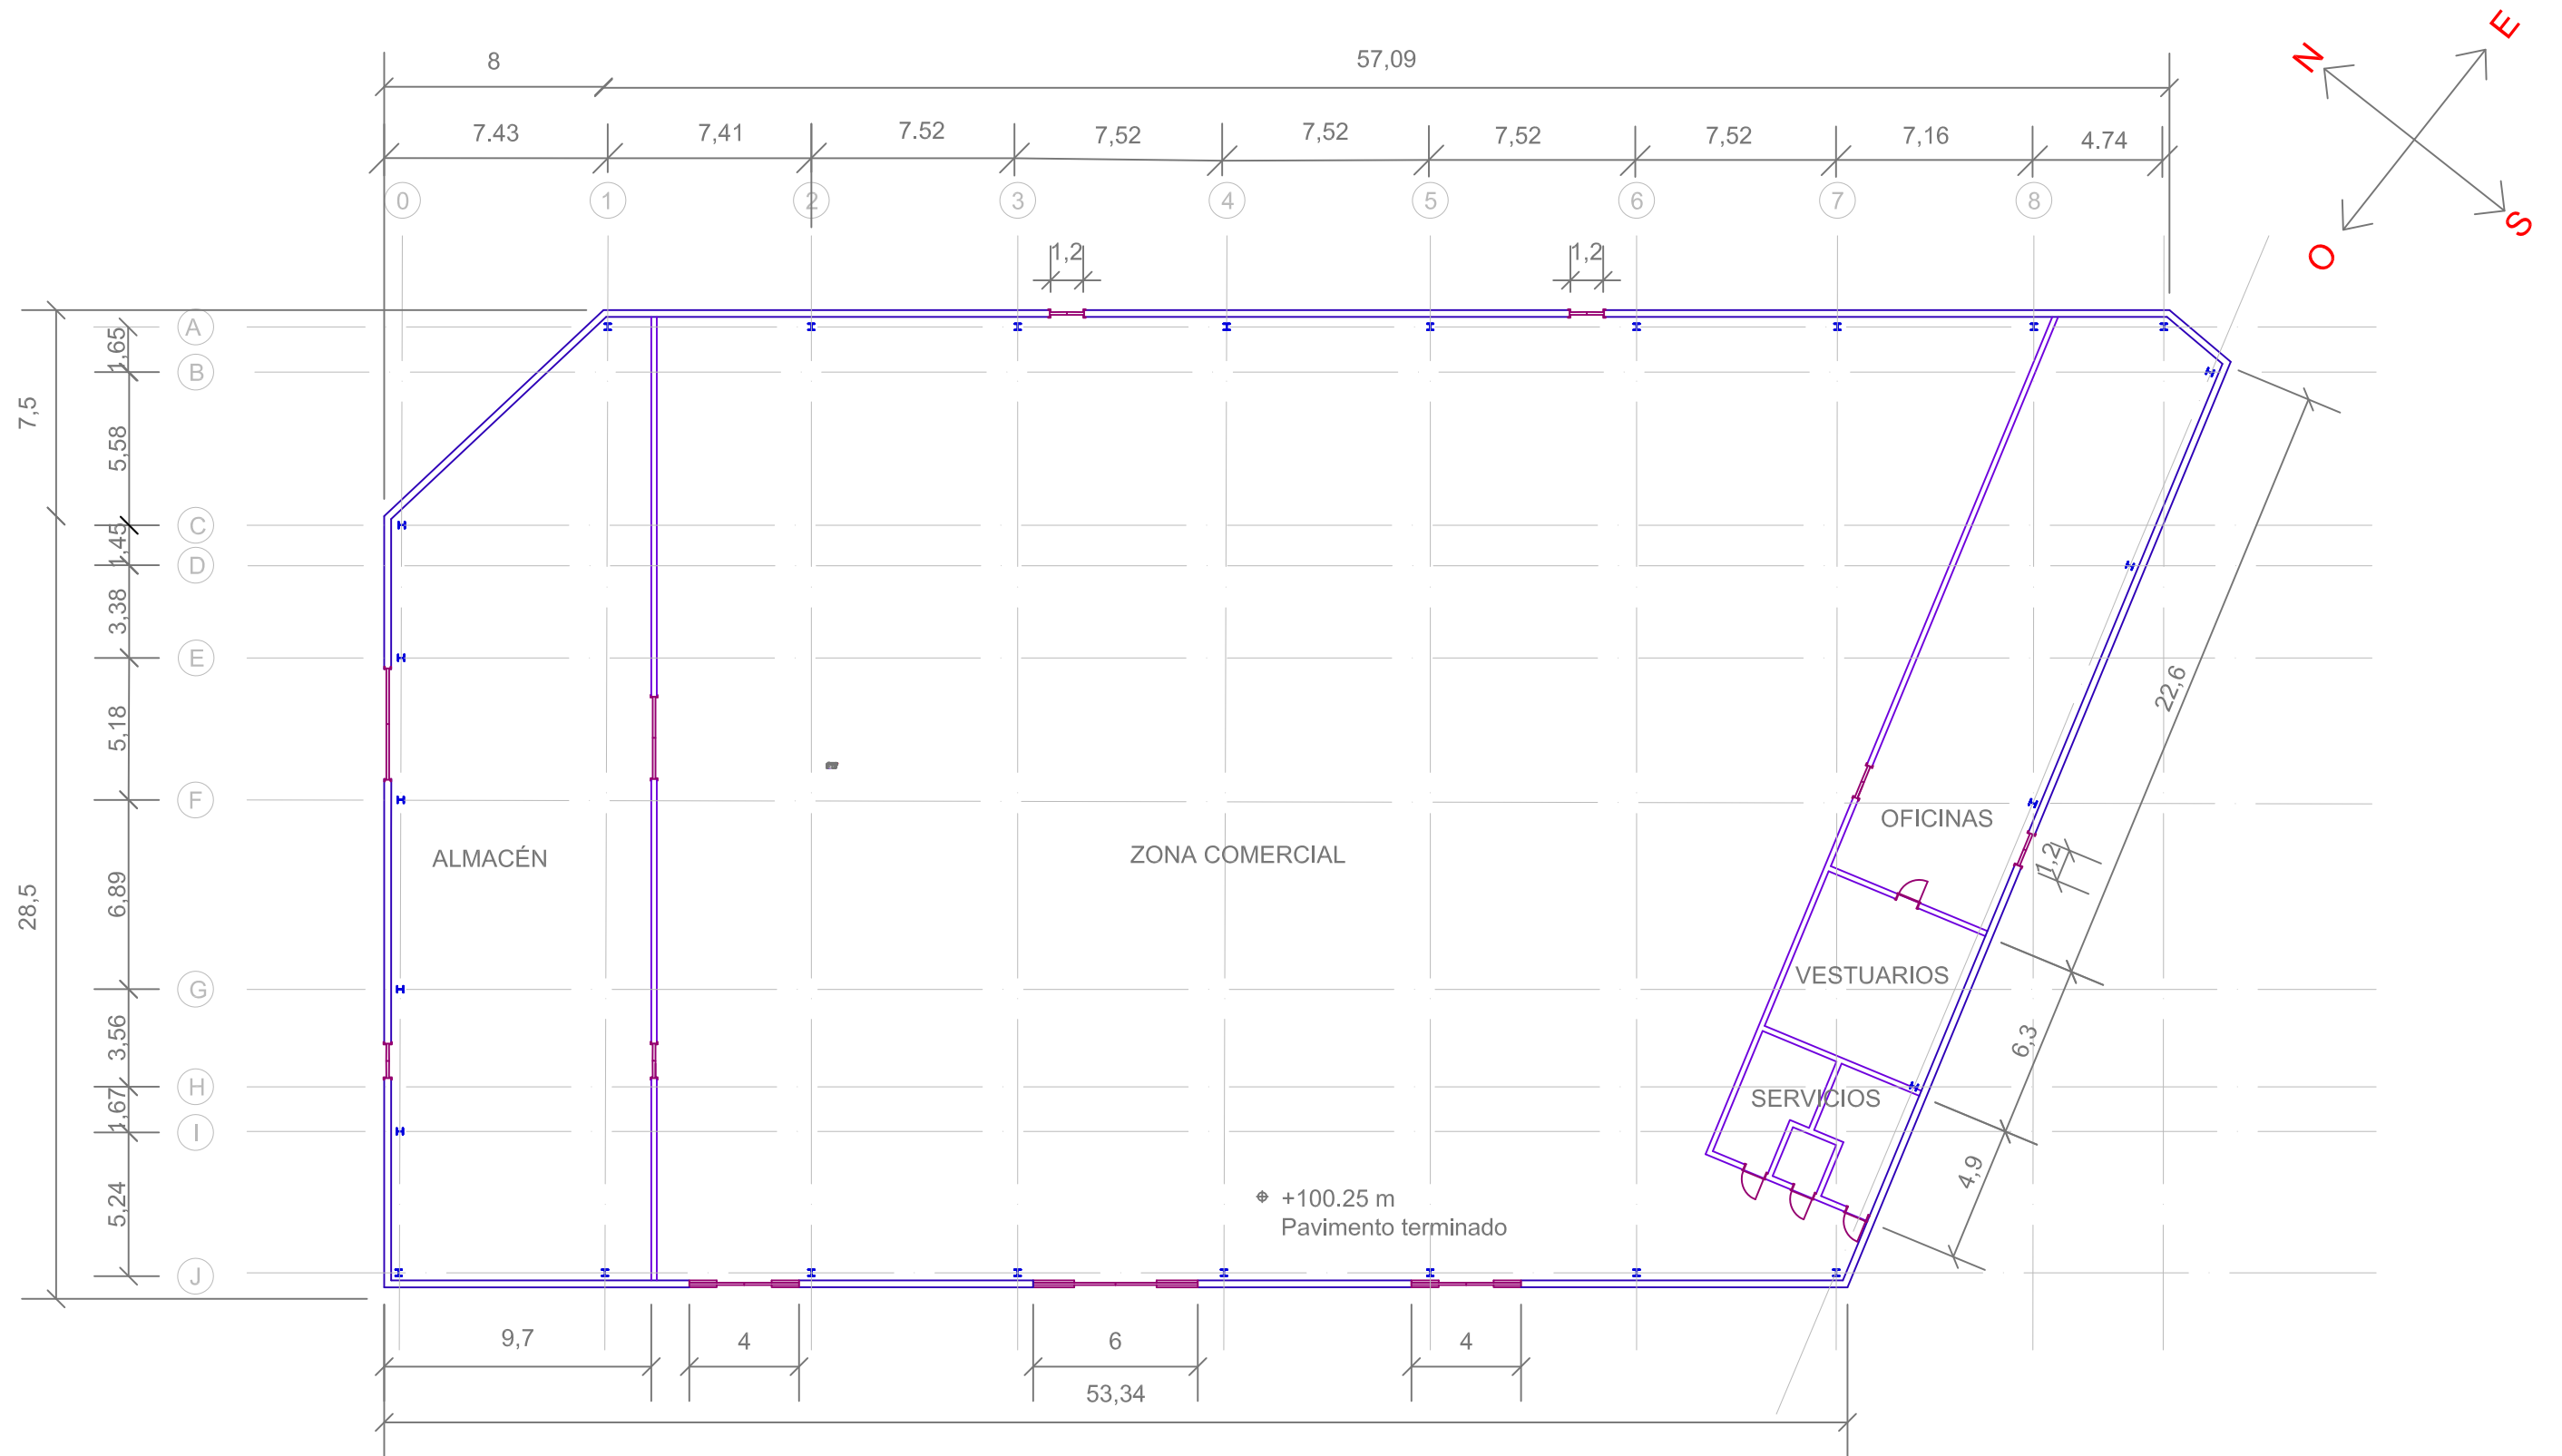 8
57,09
7.43
7,41
7.52
7,52
7,52
7,52
7,52
7,16
4.74
N
E
S
O
0
1
2
3
4
5
6
7
8
1,2
1,2
A
B
C
D
E
F
G
H
I
J
1,65
5,58
1,45
3,38
5,18
6,89
3,56
1,67
5,24
7,5
28,5
ALMACÉN
ZONA COMERCIAL
OFICINAS
VESTUARIOS
SERVICIOS
1,2
22,6
6,3
4,9
+100.25 m
Pavimento terminado
9,7
4
6
4
53,34